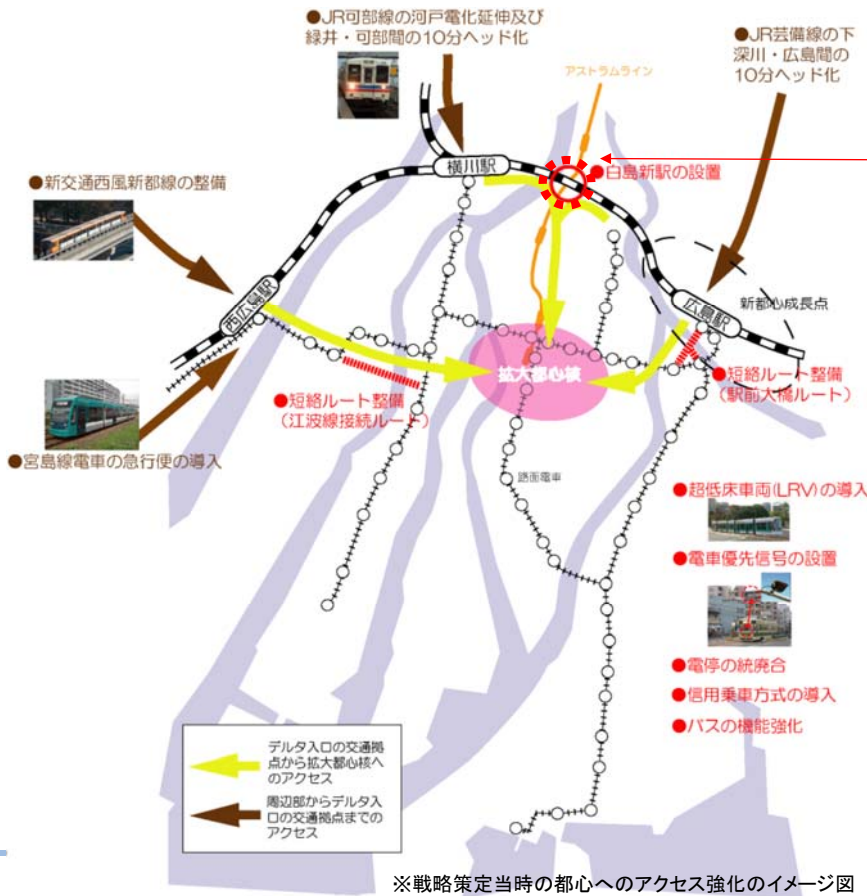 ●JR可部線の河戸電化延伸及び
緑井・可部間の10分ヘッド化
●JR芸備線の下
深川・広島間の
10分ヘッド化
アストラムライン
横川駅
●白島新駅の設置
●新交通西風新都線の整備
西広島駅
広島駅
新都心成長点
拡大都心核
●短絡ルート整備
（江波線接続ルート）
●短絡ルート整備
（駅前大橋ルート）
●宮島線電車の急行便の導入
路面電車
●超低床車両(LRV)の導入
●電車優先信号の設置
●電停の統廃合
●信用乗車方式の導入
●バスの機能強化
デルタ入口の交通拠
点から拡大都心核へ
のアクセス
周辺部からデルタ入
口の交通拠点までの
アクセス
※戦略策定当時の都心へのアクセス強化のイメージ図